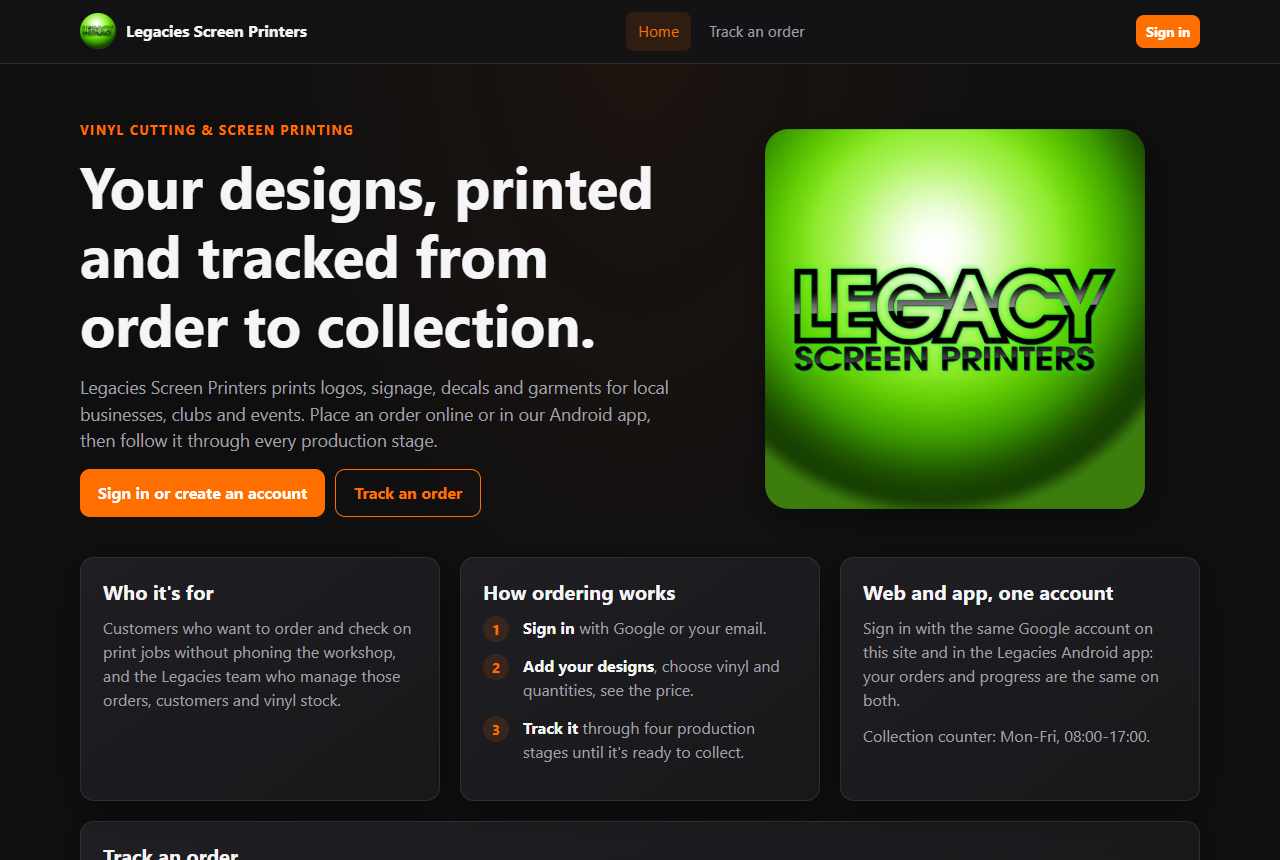 LEGACY
Legacies Screen Printers
Home
Track an order
Sign in
VINYL CUTTING & SCREEN PRINTING
Your designs, printed
and tracked from
order to collection.
Legacies Screen Printers prints logos, signage, decals and garments for local
businesses, clubs and events. Place an order online or in our Android app,
then follow it through every production stage.
Sign in or create an account
Track an order
LEGACY
SCREEN PRINTERS
Who it's for
Customers who want to order and check on
print jobs without phoning the workshop,
and the Legacies team who manage those
orders, customers and vinyl stock.
How ordering works
1 Sign in with Google or your email.
2 Add your designs, choose vinyl and
quantities, see the price.
3 Track it through four production
stages until it's ready to collect.
Web and app, one account
Sign in with the same Google account on
this site and in the Legacies Android app:
your orders and progress are the same on
both.
Collection counter: Mon-Fri, 08:00-17:00.
Track an order